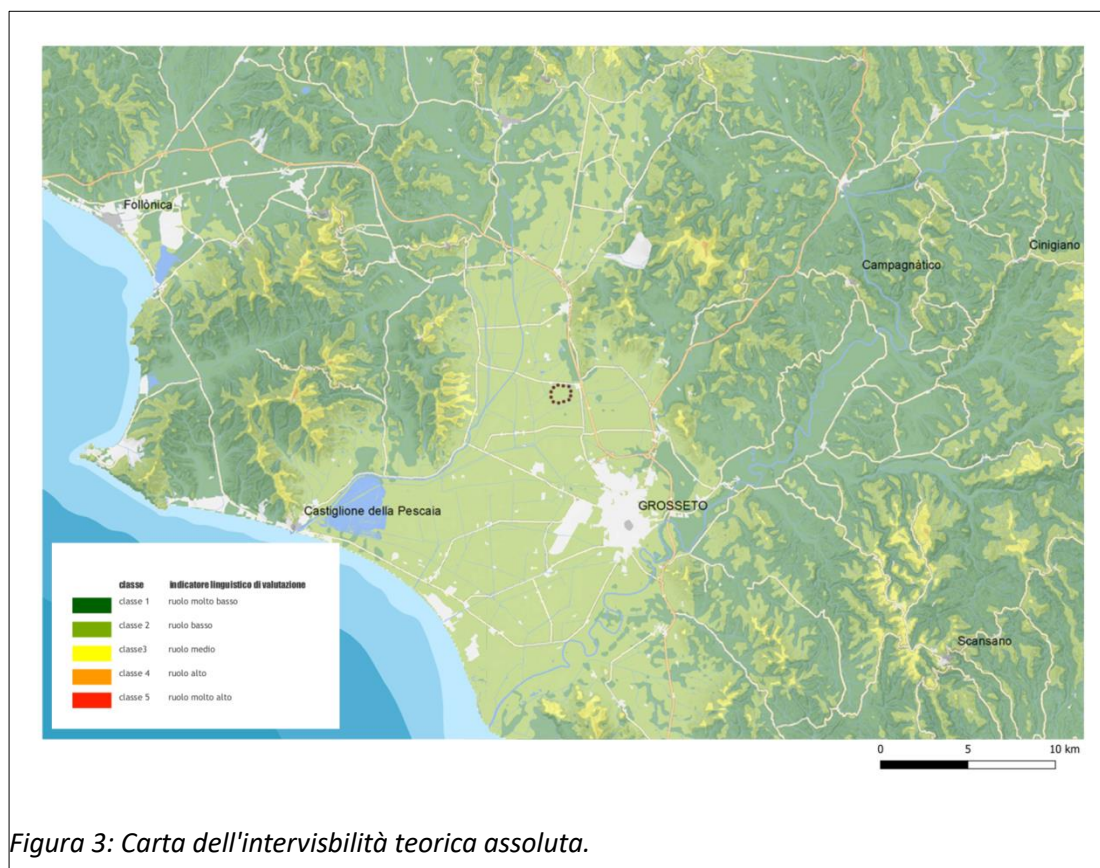 Follònica
Cinigiano
Campagnàtico
Castiglione della Pescaia
GROSSETO
Scansano
classe indicatore linguistico di valutazione
classe 1 ruolo molto basso
classe 2 ruolo basso
classe3 ruolo medio
classe 4 ruolo alto
classe 5 ruolo molto alto
0 5 10 km
Figura 3: Carta dell'intervisbilità teorica assoluta.